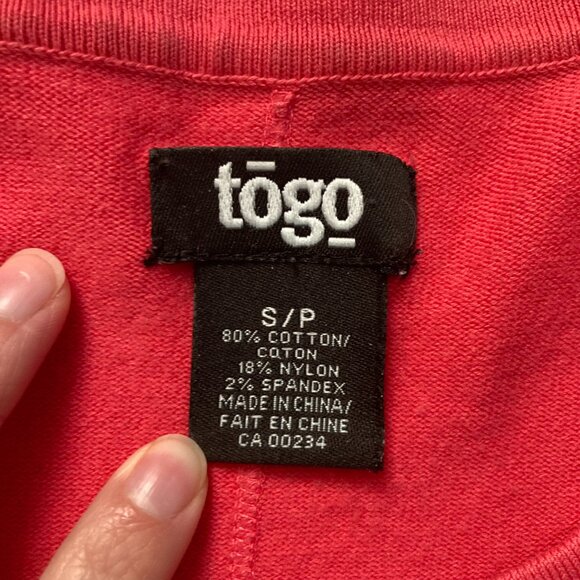 tōgo
S/P
80% COTTON/
COTON
18% NYLON
2% SPANDEX
MADE IN CHINA/
FAIT EN CHINE
CA 00234